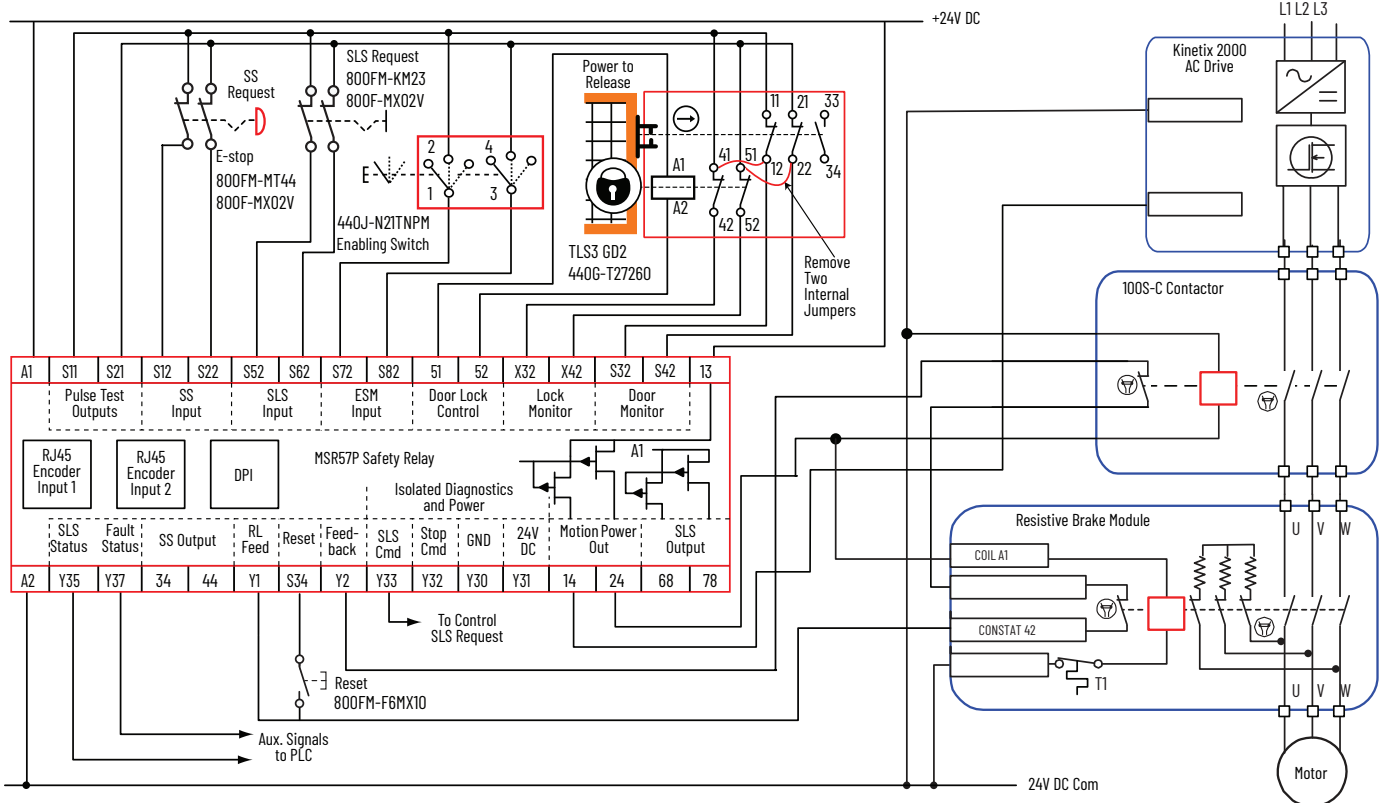 L1 L2 L3
+24V DC
Kinetix 2000
AC Drive
SLS Request
800FM-KM23
800F-MX02V
SS
Request
Power to
Release
11 21 33
E-stop
800FM-MT44
800F-MX02V
2 4
1 3
41 51
12 22 34
A1
A2
42 52
440J-N21TNPM
Enabling Switch
TLS3 GD2
440G-T27260
Remove
Two
Internal
Jumpers
100S-C Contactor
A1 S11 S21 S12 S22 S52 S62 S72 S82 51 52 X32 X42 S32 S42 13
Pulse Test
Outputs
SS
Input
SLS
Input
ESM
Input
Door Lock
Control
Lock
Monitor
Door
Monitor
RJ45
Encoder
Input 1
RJ45
Encoder
Input 2
DPI
MSR57P Safety Relay
A1
Isolated Diagnostics
and Power
SLS
Status
Fault
Status
SS Output
RL
Feed
Reset
Feed-
back
SLS
Cmd
Stop
Cmd
GND
24V
DC
Motion Power
Out
SLS
Output
A2 Y35 Y37 34 44 Y1 S34 Y2 Y33 Y32 Y30 Y31 14 24 68 78
Resistive Brake Module
U V W
COIL A1
CONSTAT 42
T1
U V W
To Control
SLS Request
Reset
800FM-F6MX10
Aux. Signals
to PLC
24V DC Com
Motor